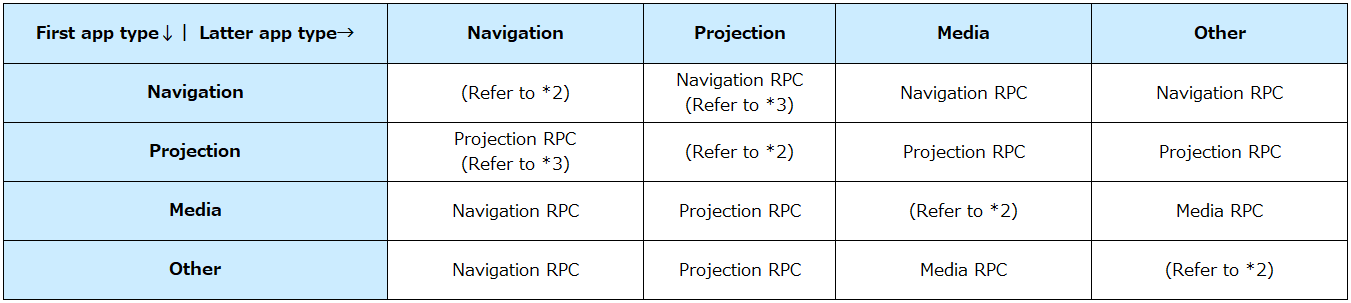 First app type↓ | Latter app type→ Navigation Projection Media Other
Navigation (Refer to *2) Navigation RPC (Refer to *3) Navigation RPC Navigation RPC
Projection Projection RPC (Refer to *3) (Refer to *2) Projection RPC Projection RPC
Media Navigation RPC Projection RPC (Refer to *2) Media RPC
Other Navigation RPC Projection RPC Media RPC (Refer to *2)